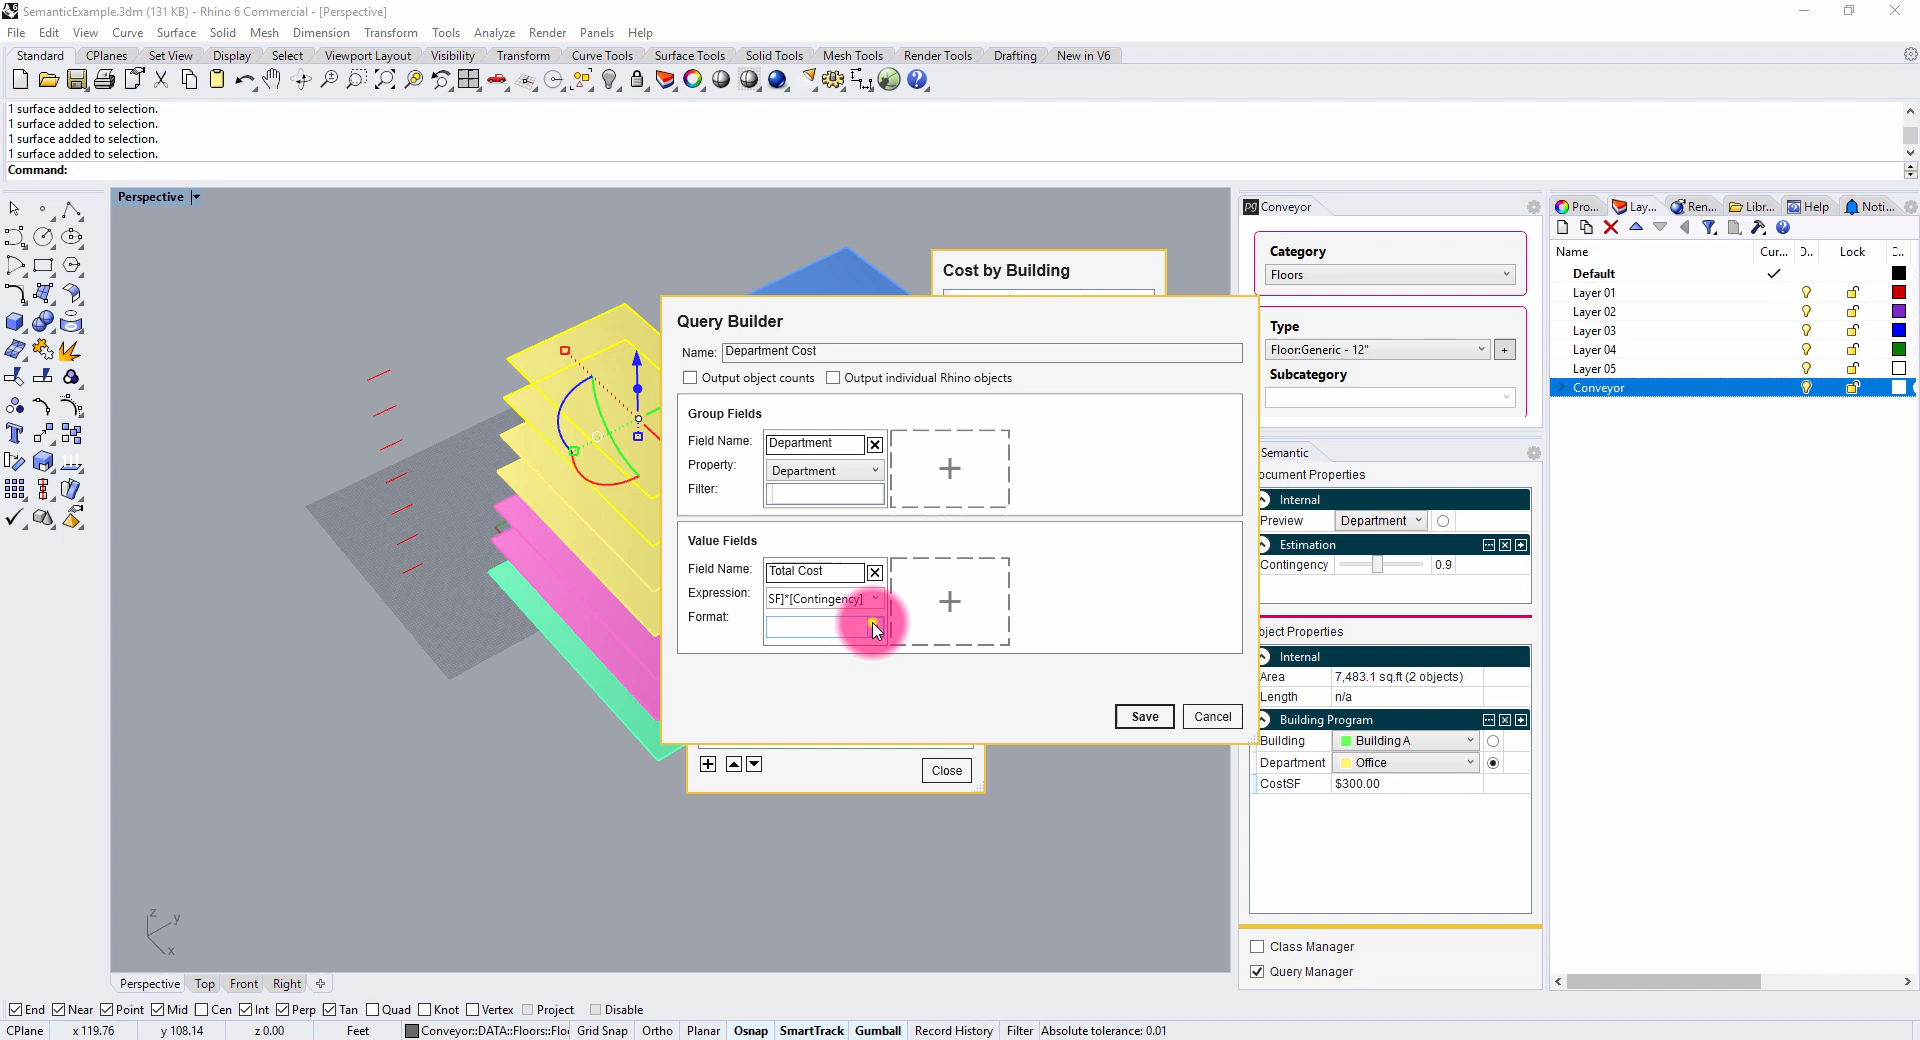 SemanticExample.3dm (131 KB) - Rhino 6 Commercial - [Perspective]
File Edit View Curve Surface Solid Mesh Dimension Transform Tools Analyze Render Panels Help
Standard CPlanes Set View Display Select Viewport Layout Visibility Transform Curve Tools Surface Tools Solid Tools Mesh Tools Render Tools Drafting New in V6
1 surface added to selection.
1 surface added to selection.
1 surface added to selection.
1 surface added to selection.
Command:
Perspective
Cost by Building
Query Builder
Name: Department Cost
Output object counts Output individual Rhino objects
Group Fields
Field Name: Department
Property: Department
Filter:
Value Fields
Field Name: Total Cost
Expression: SF]*[Contingency]
Format:
Save Cancel
Close
z y
x
pg Conveyor
Category
Floors
Type
Floor:Generic - 12"
Subcategory
Semantic
ocument Properties
Internal
Preview Department
Estimation
Contingency 0.9
bject Properties
Internal
Area 7,483.1 sq.ft (2 objects)
Length n/a
Building Program
Building Building A
Department Office
CostSF $300.00
Class Manager
Query Manager
Pro... Lay... Ren... Libr... Help Noti...
Name Cur... Lock
Default
Layer 01
Layer 02
Layer 03
Layer 04
Layer 05
Conveyor
Perspective Top Front Right
End Near Point Mid Cen Int Perp Tan Quad Knot Vertex Project Disable
CPlane x 119.76 y 108.14 z 0.00 Feet Conveyor::DATA::Floors::Flo Grid Snap Ortho Planar Osnap SmartTrack Gumball Record History Filter Absolute tolerance: 0.01